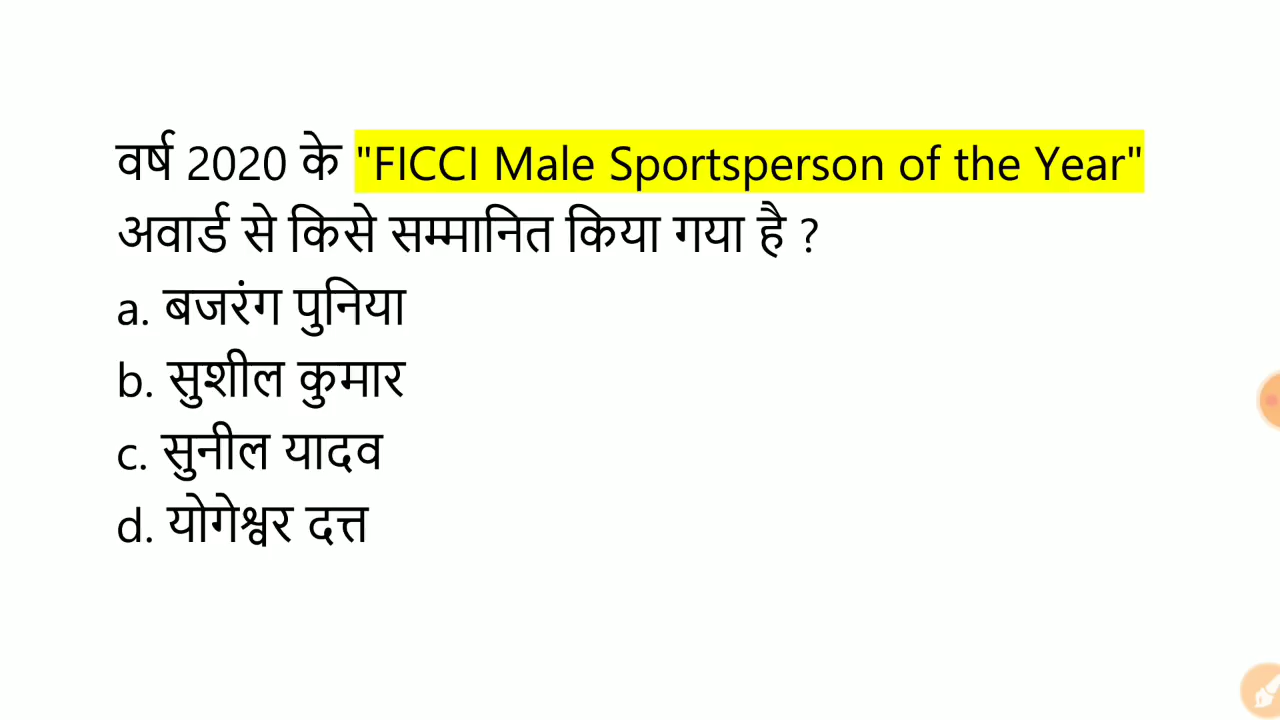 वर्ष 2020 के "FICCI Male Sportsperson of the Year"
अवार्ड से किसे सम्मानित किया गया है ?
a. बजरंग पुनिया
b. सुशील कुमार
c. सुनील यादव
d. योगेश्वर दत्त